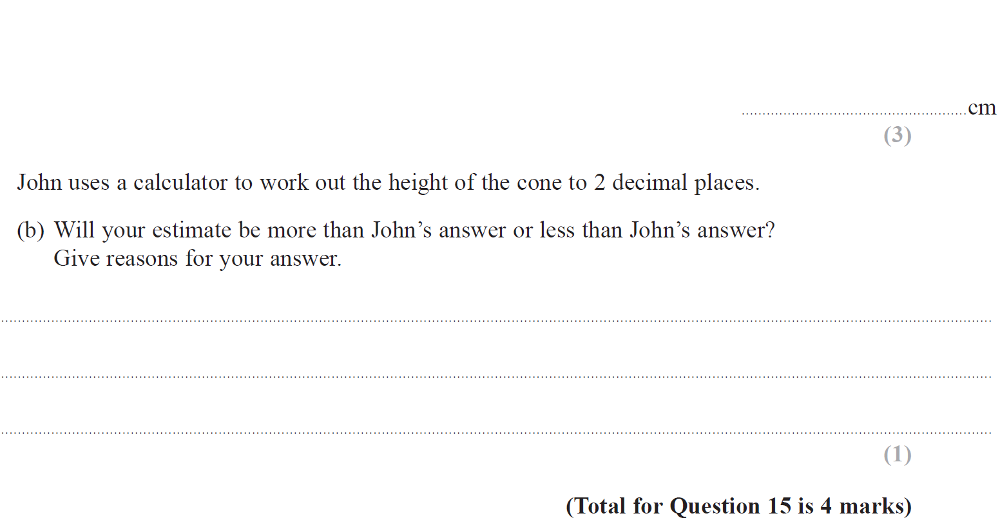 cm
(3)
John uses a calculator to work out the height of the cone to 2 decimal places.
(b) Will your estimate be more than John’s answer or less than John’s answer?
Give reasons for your answer.
(1)
(Total for Question 15 is 4 marks)